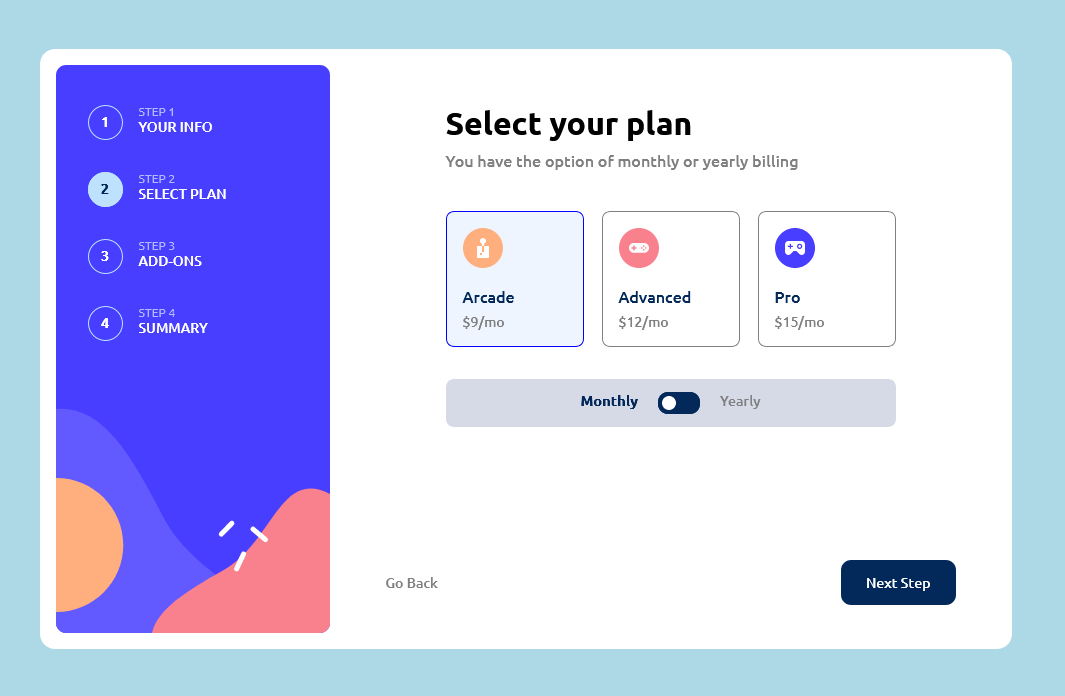 1
STEP 1
YOUR INFO
2
STEP 2
SELECT PLAN
3
STEP 3
ADD-ONS
4
STEP 4
SUMMARY
Select your plan
You have the option of monthly or yearly billing
Arcade
$9/mo
Advanced
$12/mo
Pro
$15/mo
Monthly
Yearly
Go Back
Next Step